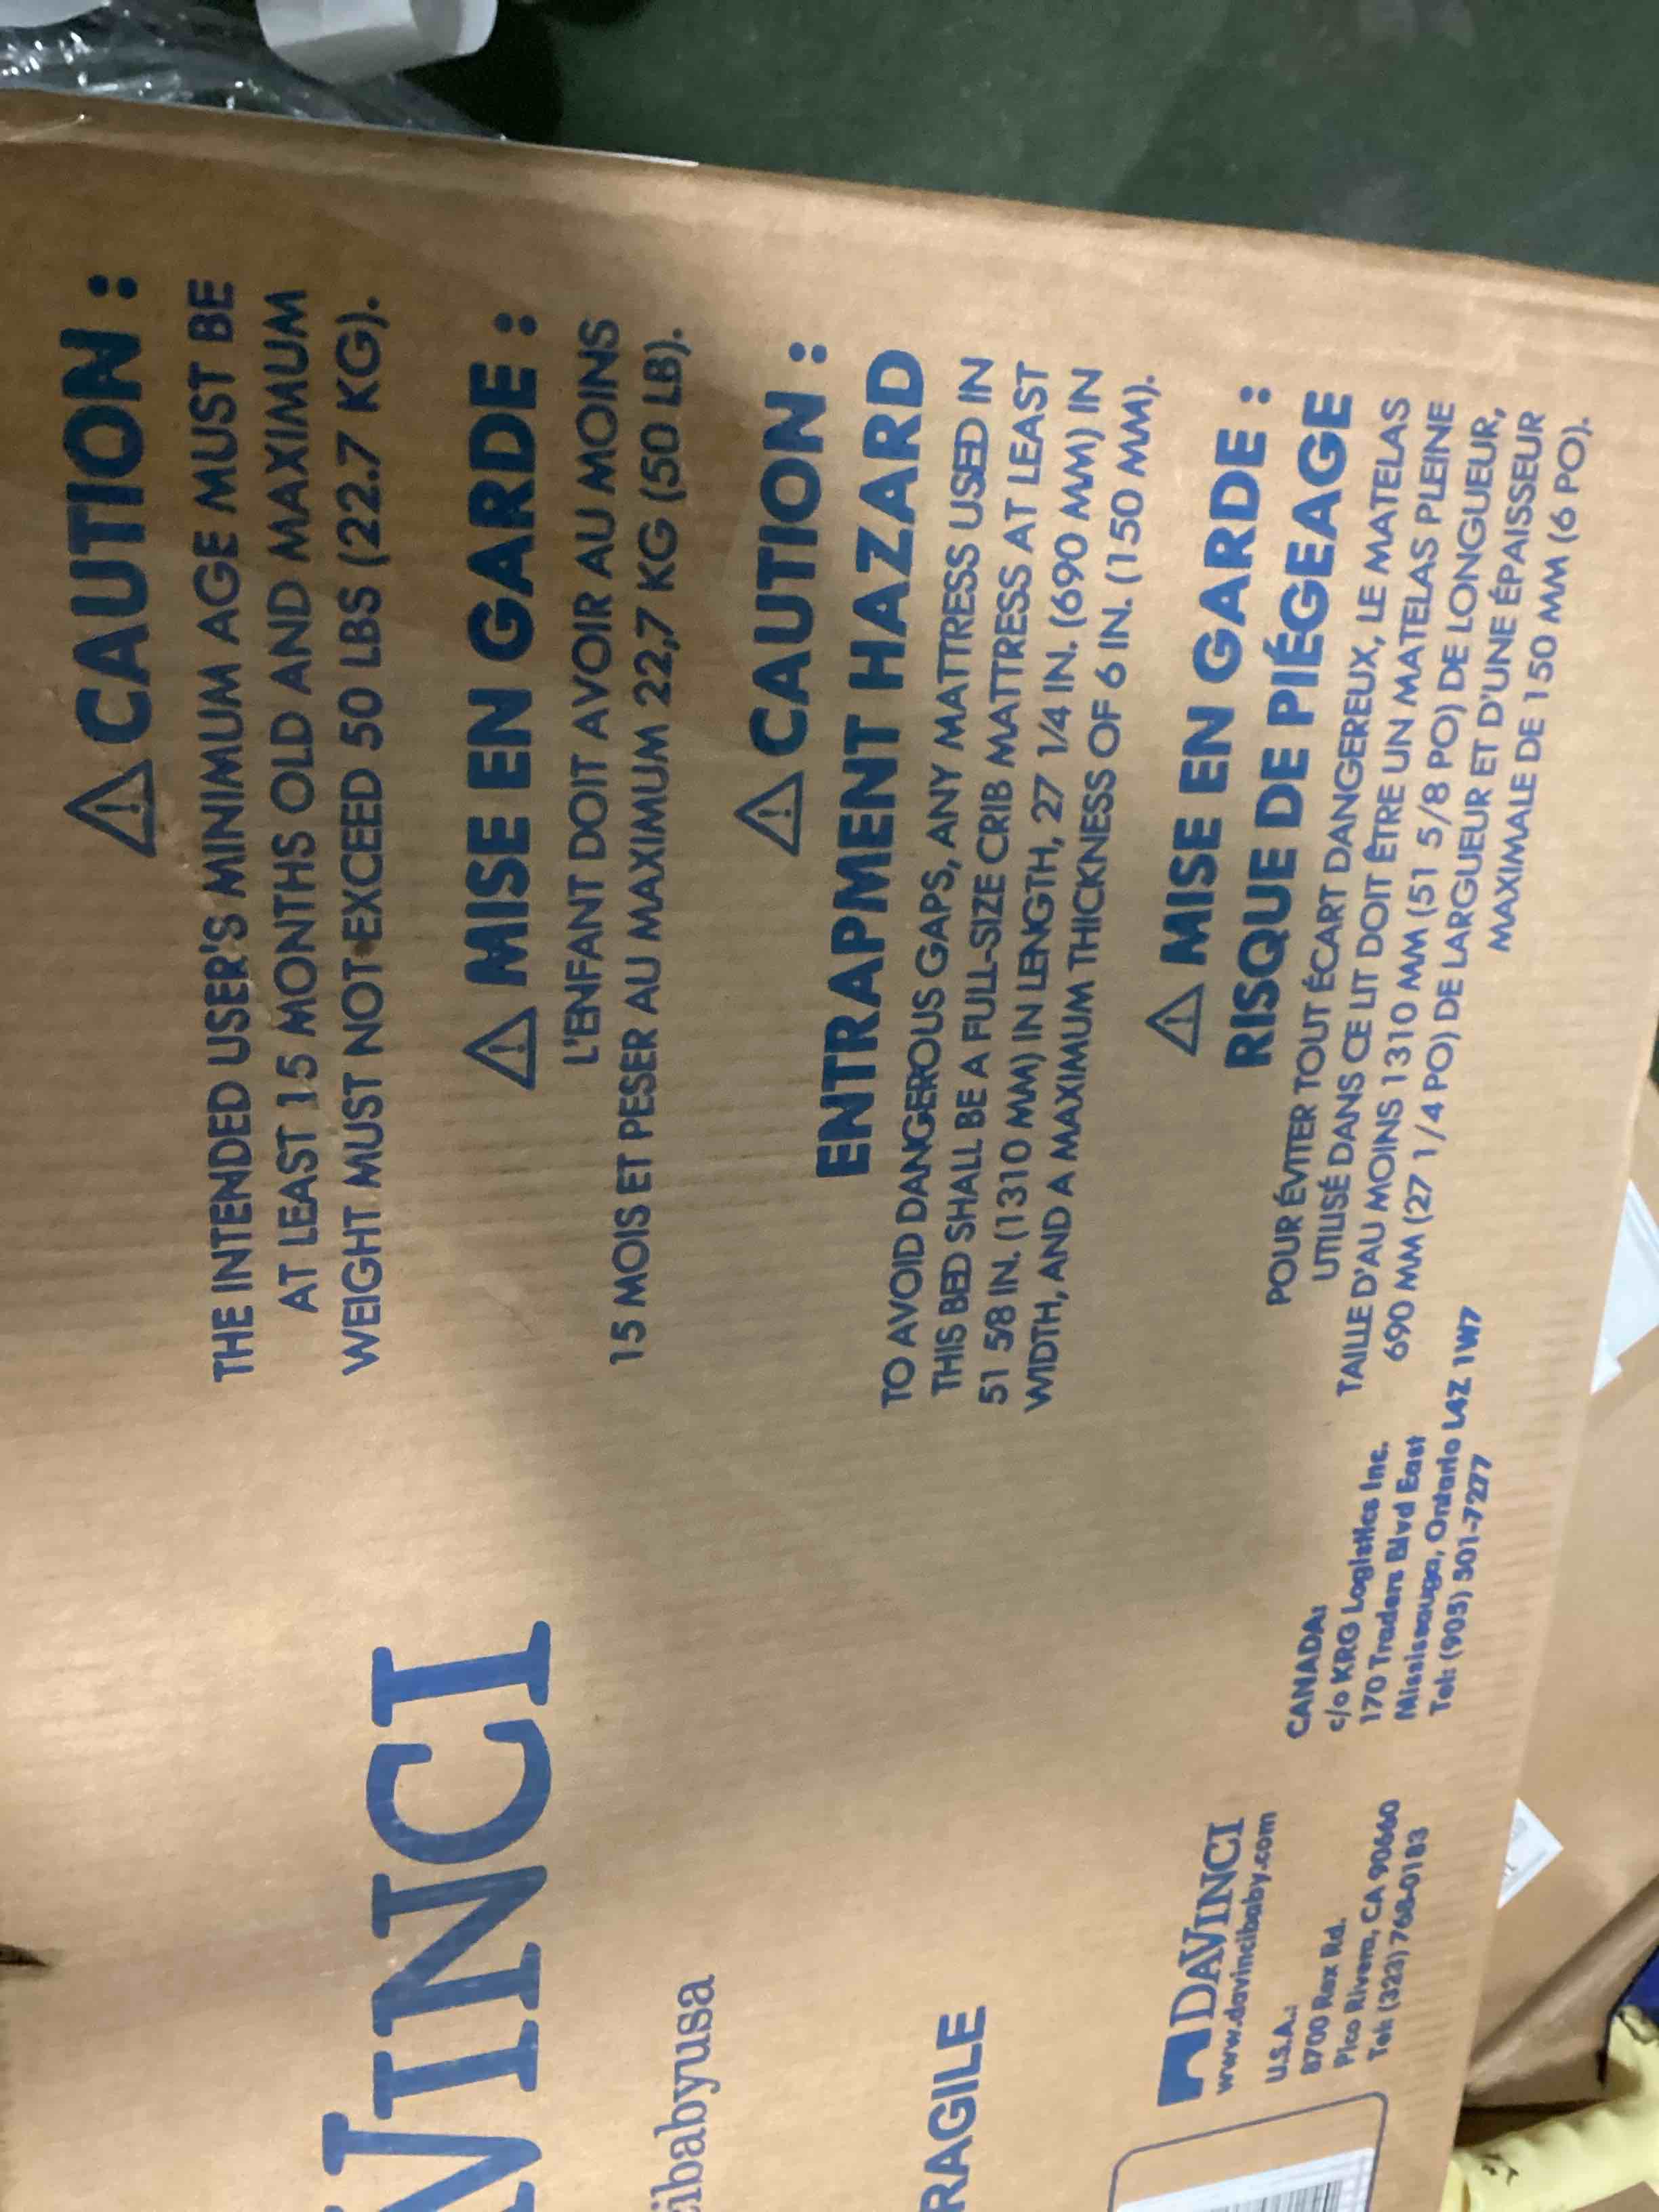 ⚠ CAUTION :
THE INTENDED USER'S MINIMUM AGE MUST BE
AT LEAST 15 MONTHS OLD AND MAXIMUM
WEIGHT MUST NOT EXCEED 50 LBS (22.7 KG).
⚠ MISE EN GARDE :
L'ENFANT DOIT AVOIR AU MOINS
15 MOIS ET PESER AU MAXIMUM 22,7 KG (50 LB).
⚠ CAUTION :
ENTRAPMENT HAZARD
TO AVOID DANGEROUS GAPS, ANY MATTRESS USED IN
THIS BED SHALL BE A FULL-SIZE CRIB MATTRESS AT LEAST
51 5/8 IN. (1310 MM) IN LENGTH, 27 1/4 IN. (690 MM) IN
WIDTH, AND A MAXIMUM THICKNESS OF 6 IN. (150 MM).
⚠ MISE EN GARDE :
RISQUE DE PIÉGEAGE
POUR ÉVITER TOUT ÉCART DANGEREUX, LE MATELAS
UTILISÉ DANS CE LIT DOIT ÊTRE UN MATELAS PLEINE
TAILLE D'AU MOINS 1310 MM (51 5/8 PO) DE LONGUEUR,
690 MM (27 1/4 PO) DE LARGUEUR ET D'UNE ÉPAISSEUR
MAXIMALE DE 150 MM (6 PO).
VINCI
cibabyusa
RAGILE
DAVINCI
www.davincibaby.com
U.S.A.:
8700 Rex Rd.
Pico Rivera, CA 90660
Tel: (323) 768-0183
CANADA:
c/o KRG Logistics Inc.
170 Traders Blvd East
Mississauga, Ontario L4Z 1W7
Tel: (905) 501-7277